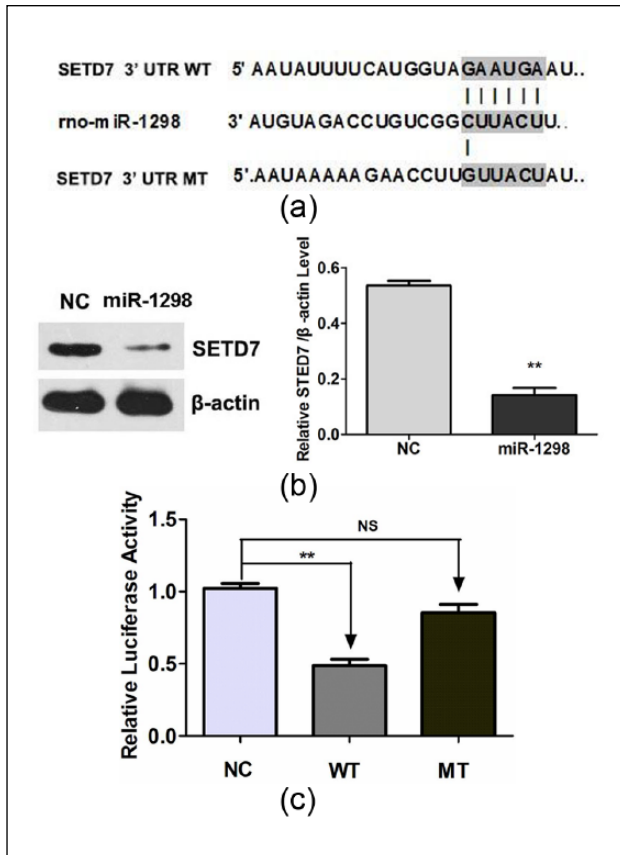 SETD7 3' UTR WT 5' AAUAUUUUCAUGGUAGAAUGAAU..
rno-miR-1298 3' AUGUAGACCUGUCGGCUUACUU..
SETD7 3' UTR MT 5'.AAUAAAAAGAACCUUGUUACUAU..
(a)
NC miR-1298
SETD7
β-actin
Relative STED7/β-actin Level
0.6
0.4
0.2
0.0
**
NC miR-1298
(b)
Relative Luciferase Activity
1.5
1.0
0.5
0.0
NS
**
NC WT MT
(c)